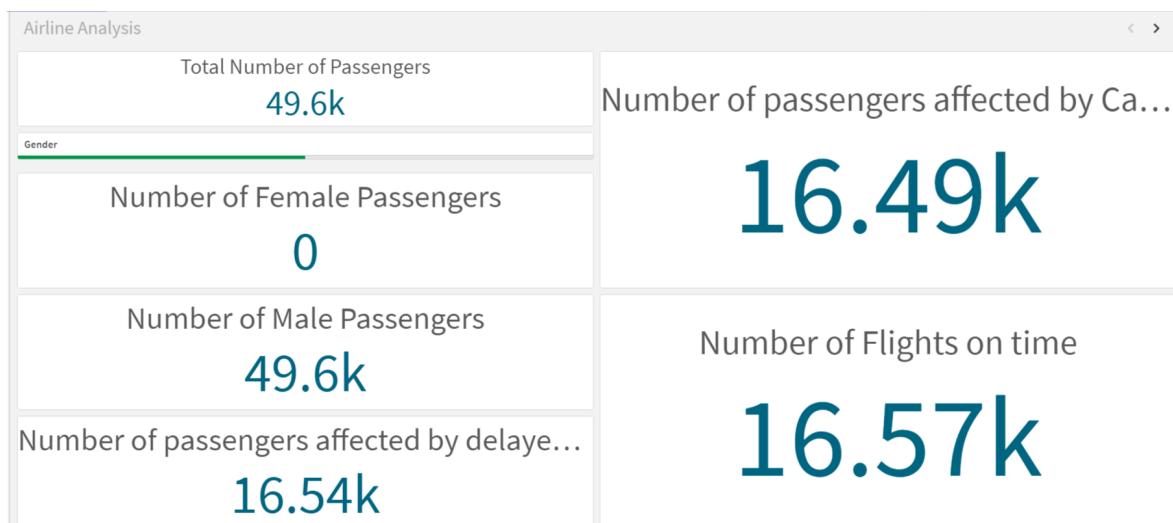 Airline Analysis
Total Number of Passengers
49.6k
Gender
Number of Female Passengers
0
Number of Male Passengers
49.6k
Number of passengers affected by delaye...
16.54k
Number of passengers affected by Ca...
16.49k
Number of Flights on time
16.57k